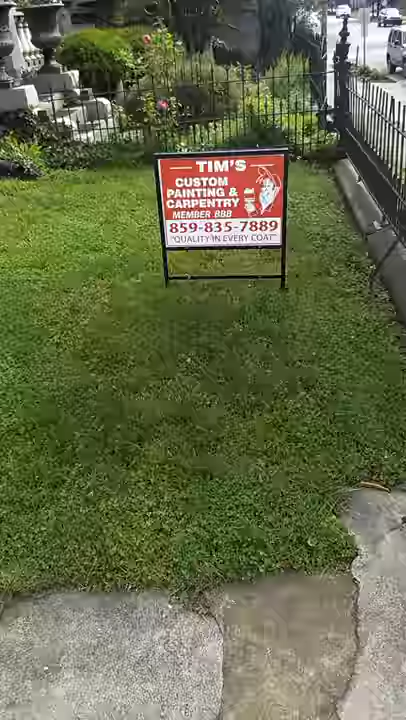 TIM'S
CUSTOM
PAINTING &
CARPENTRY
MEMBER BBB
859-835-7889
"QUALITY IN EVERY COAT"